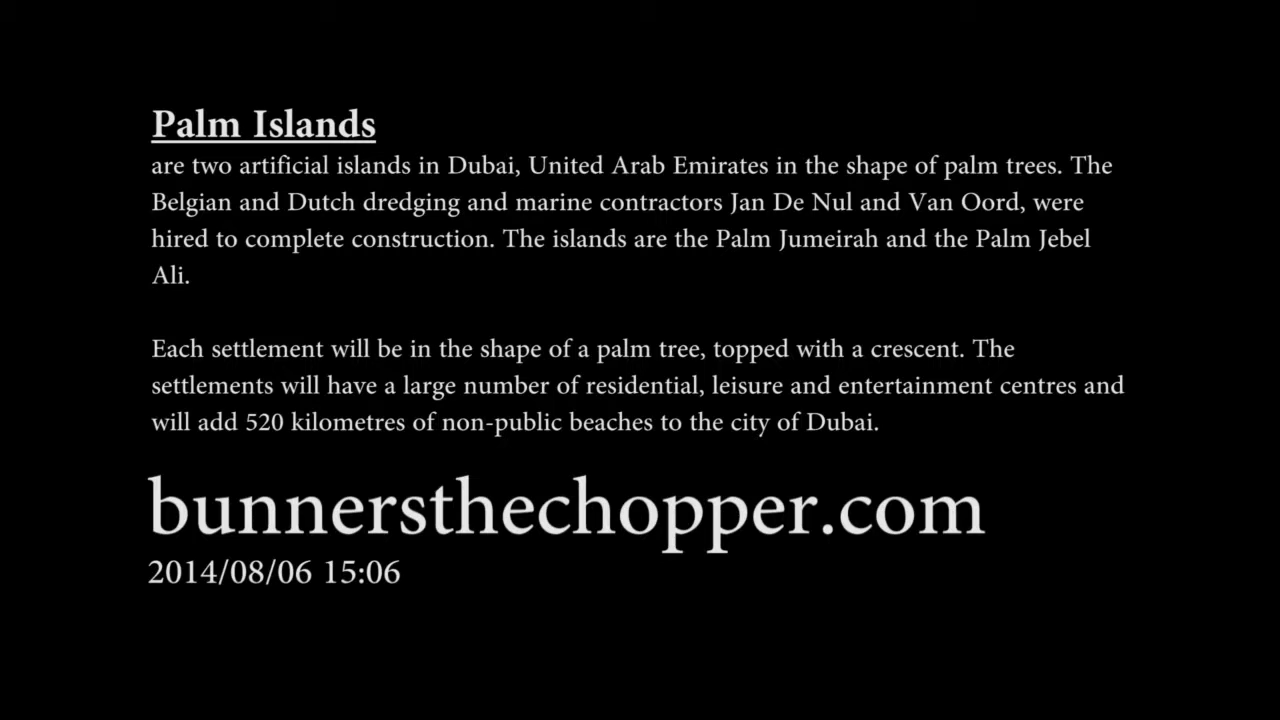 Palm Islands
are two artificial islands in Dubai, United Arab Emirates in the shape of palm trees. The
Belgian and Dutch dredging and marine contractors Jan De Nul and Van Oord, were
hired to complete construction. The islands are the Palm Jumeirah and the Palm Jebel
Ali.
Each settlement will be in the shape of a palm tree, topped with a crescent. The
settlements will have a large number of residential, leisure and entertainment centres and
will add 520 kilometres of non-public beaches to the city of Dubai.
bunnersthechopper.com
2014/08/06 15:06